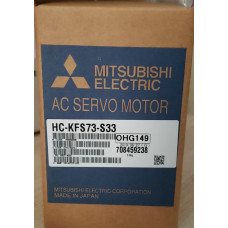 MITSUBISHI
ELECTRIC
AC SERVO MOTOR
HC-KFS73-S33
OHG149
708459238
MITSUBISHI ELECTRIC CORPORATION
MADE IN JAPAN